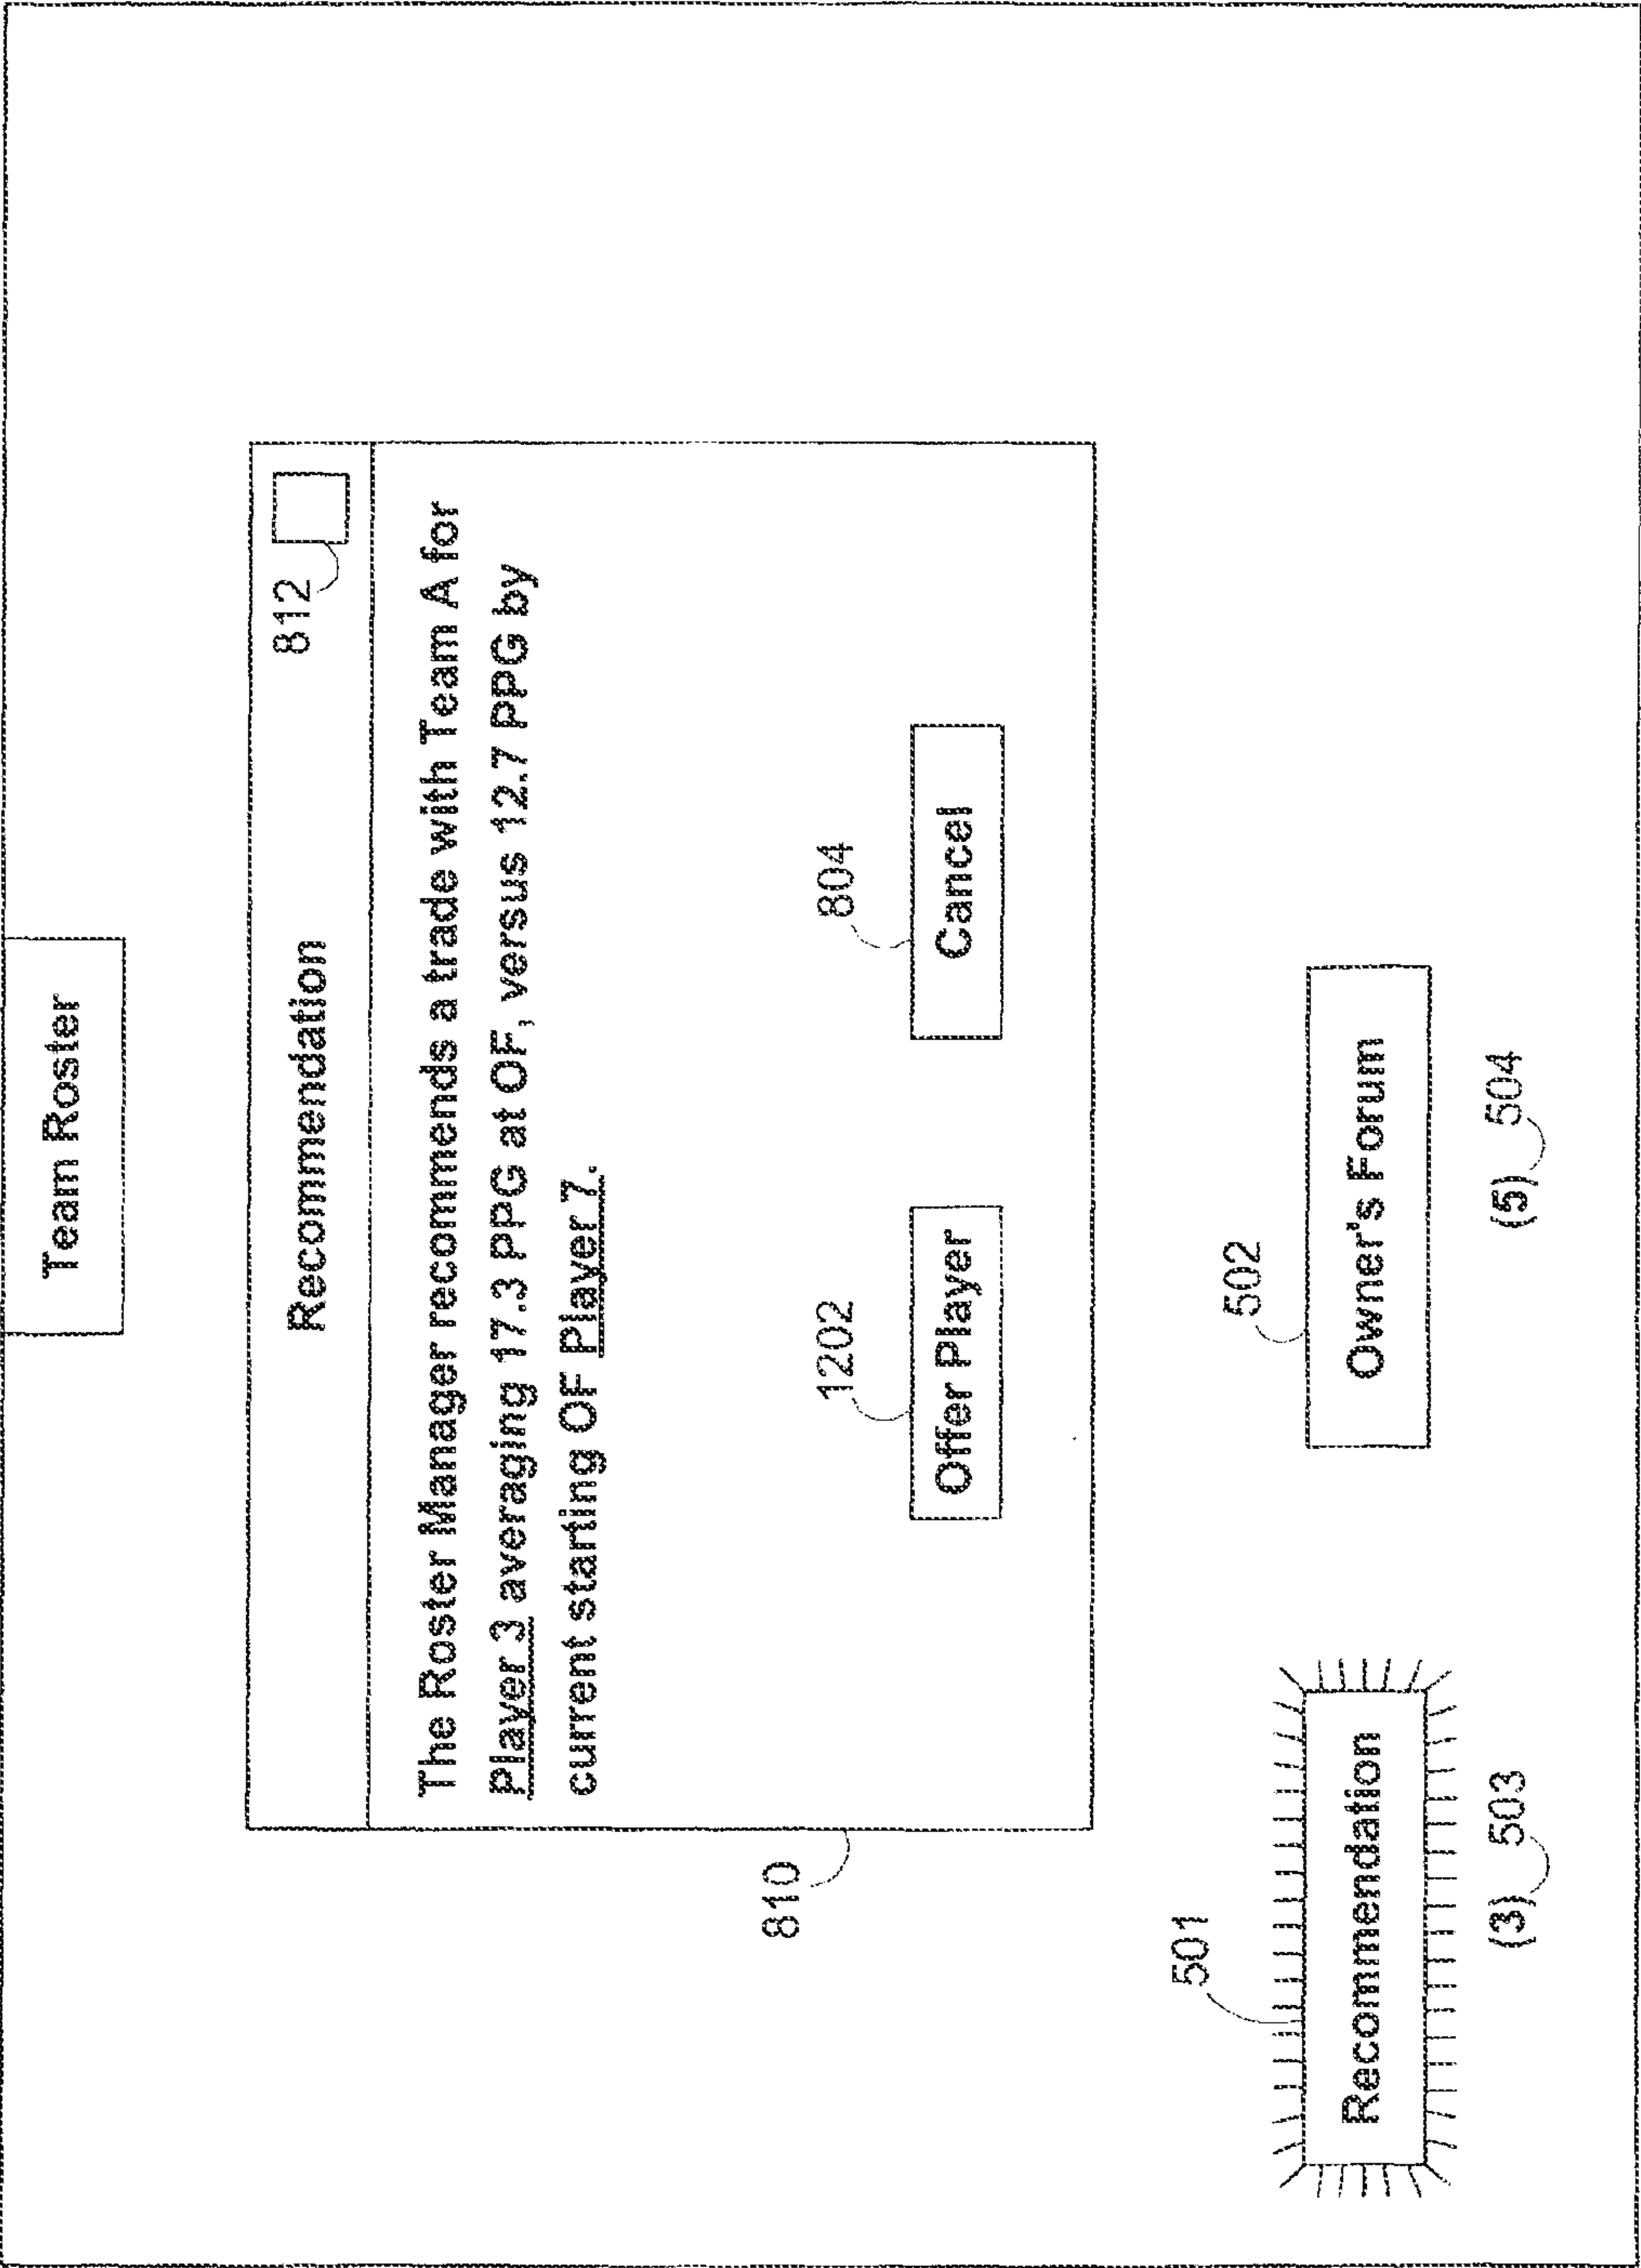 Team Roster
Recommendation
812
The Roster Manager recommends a trade with Team A for
Player 3 averaging 17.3 PPG at OF, versus 12.7 PPG by
current starting OF Player 7.
810
1202
804
Offer Player
Cancel
501
502
Recommendation
Owner's Forum
(3) 503
(5) 504